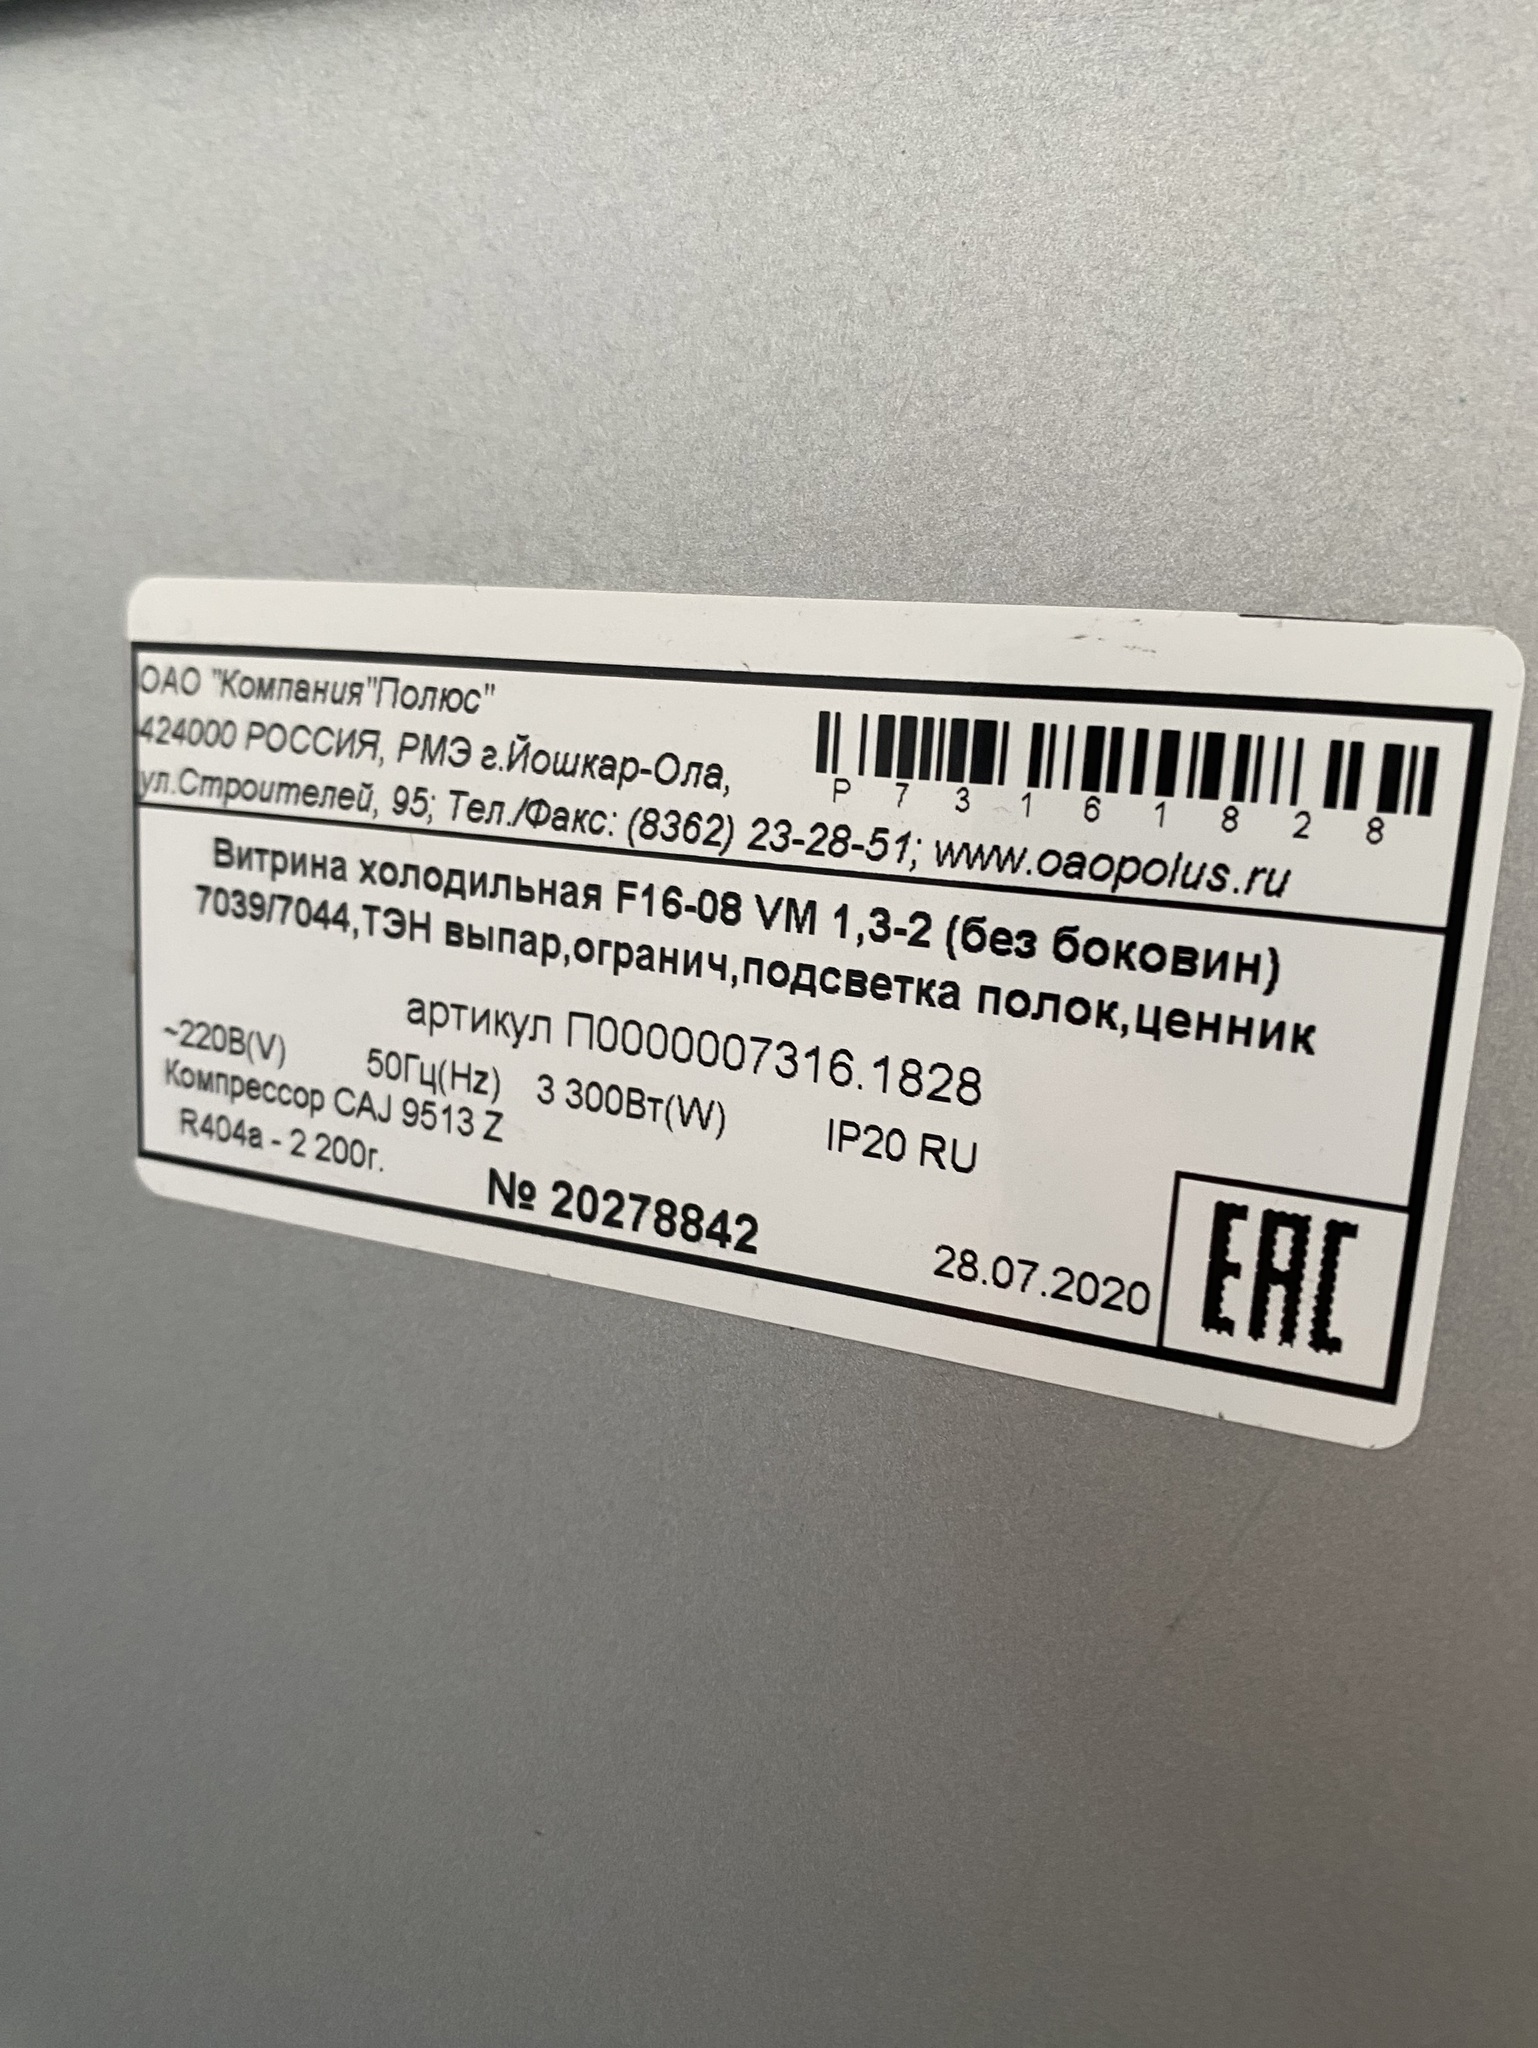 ОАО "Компания"Полюс"
424000 РОССИЯ, РМЭ г.Йошкар-Ола,
ул.Строителей, 95; Тел./Факс: (8362) 23-28-51; www.oaopolus.ru
P 7 3 1 6 1 8 2 8
Витрина холодильная F16-08 VM 1,3-2 (без боковин)
7039/7044,ТЭН выпар,огранич,подсветка полок,ценник
артикул П0000007316.1828
~220В(V) 50Гц(Hz) 3 300Вт(W) IP20 RU
Компрессор CAJ 9513 Z
R404a - 2 200г.
№ 20278842
28.07.2020
EAC